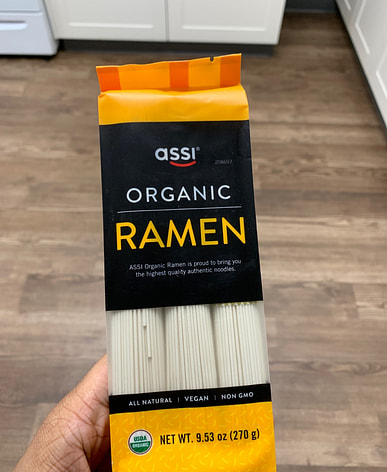 assi®
ORGANIC
RAMEN
ASSI Organic Ramen is proud to bring you
the highest quality authentic noodles.
ALL NATURAL | VEGAN | NON GMO
USDA
ORGANIC
NET WT. 9.53 oz (270 g)